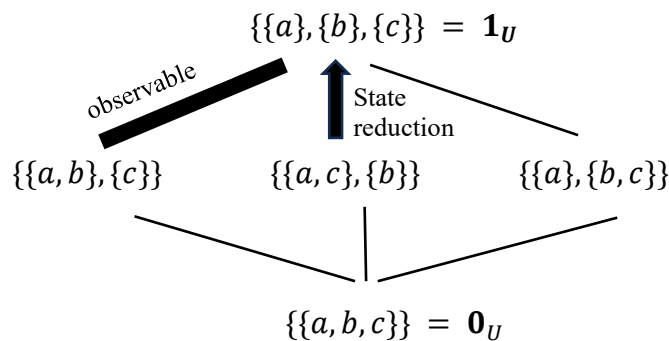 {{a}, {b}, {c}} = 1_U
observable
State
reduction
{{a, b}, {c}}
{{a, c}, {b}}
{{a}, {b, c}}
{{a, b, c}} = 0_U